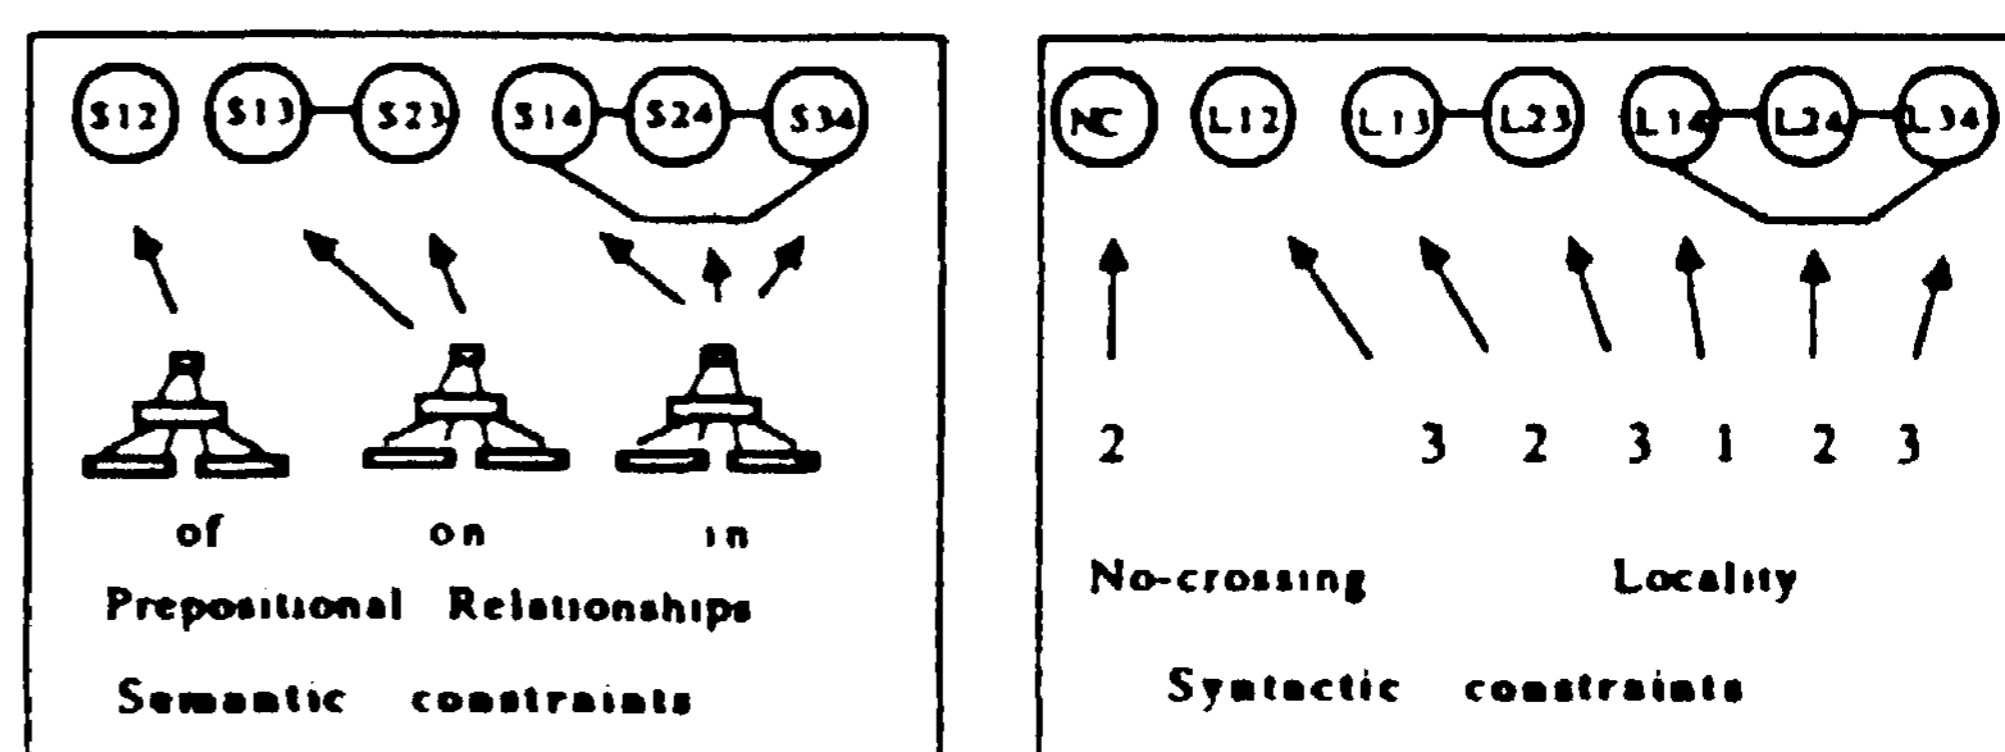 S12 S13 S23 S14 S24 S34
of on in
Prepositional Relationships
Semantic constraints
NC L12 L13 L23 L14 L24 L34
2 3 2 3 1 2 3
No-crossing Locality
Syntactic constraints